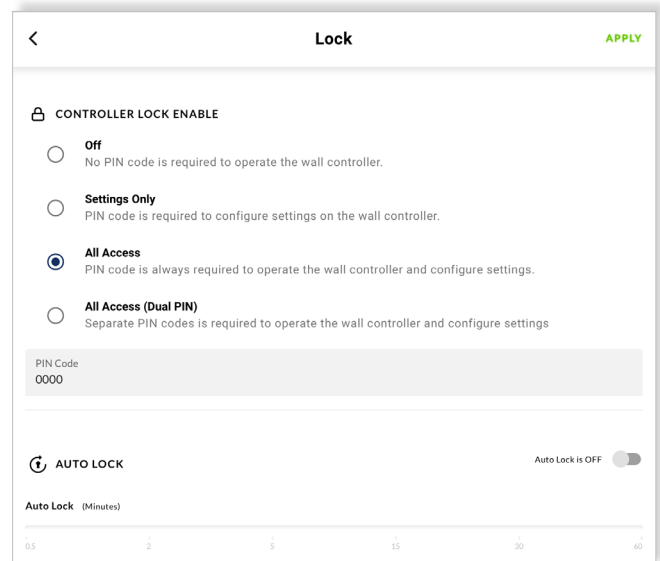 Lock
APPLY
CONTROLLER LOCK ENABLE
Off
No PIN code is required to operate the wall controller.
Settings Only
PIN code is required to configure settings on the wall controller.
All Access
PIN code is always required to operate the wall controller and configure settings.
All Access (Dual PIN)
Separate PIN codes is required to operate the wall controller and configure settings
PIN Code
0000
AUTO LOCK
Auto Lock is OFF
Auto Lock (Minutes)
0.5 2 5 15 30 60